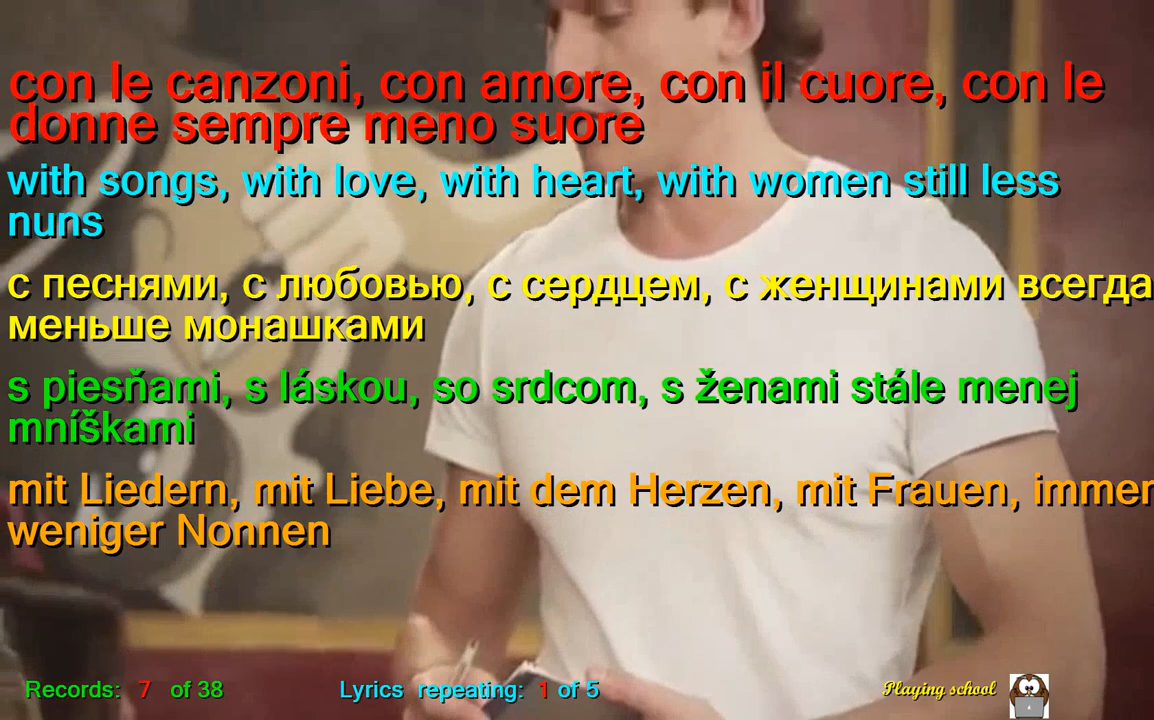 con le canzoni, con amore, con il cuore, con le
donne sempre meno suore
with songs, with love, with heart, with women still less
nuns
с песнями, с любовью, с сердцем, с женщинами всегда
меньше монашками
s piesňami, s láskou, so srdcom, s ženami stále menej
mníškami
mit Liedern, mit Liebe, mit dem Herzen, mit Frauen, immer
weniger Nonnen
Records: 7 of 38 Lyrics repeating: 1 of 5 Playing school